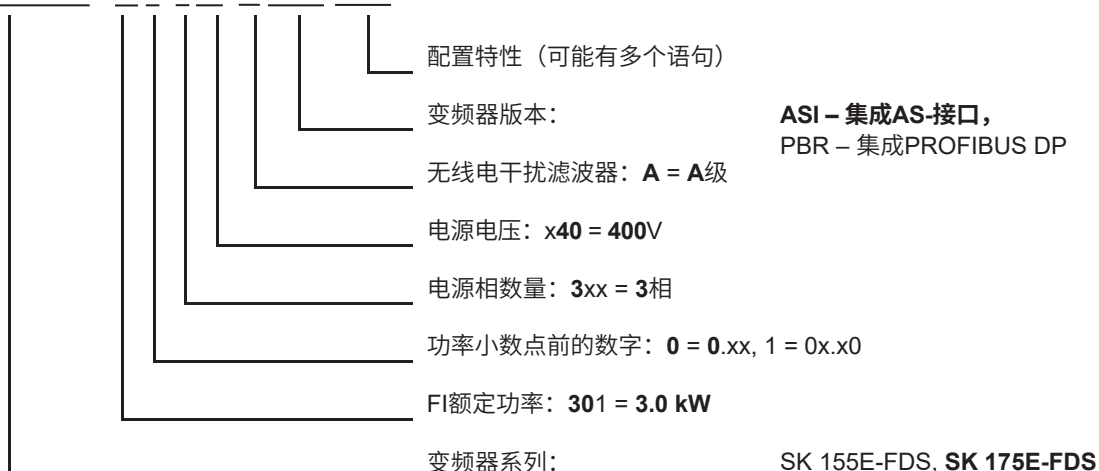 配置特性（可能有多个语句）
变频器版本： ASI – 集成AS-接口，
PBR – 集成PROFIBUS DP
无线电干扰滤波器：A = A级
电源电压：x40 = 400V
电源相数量：3xx = 3相
功率小数点前的数字：0 = 0.xx, 1 = 0x.x0
FI额定功率：301 = 3.0 kW
变频器系列： SK 155E-FDS, SK 175E-FDS